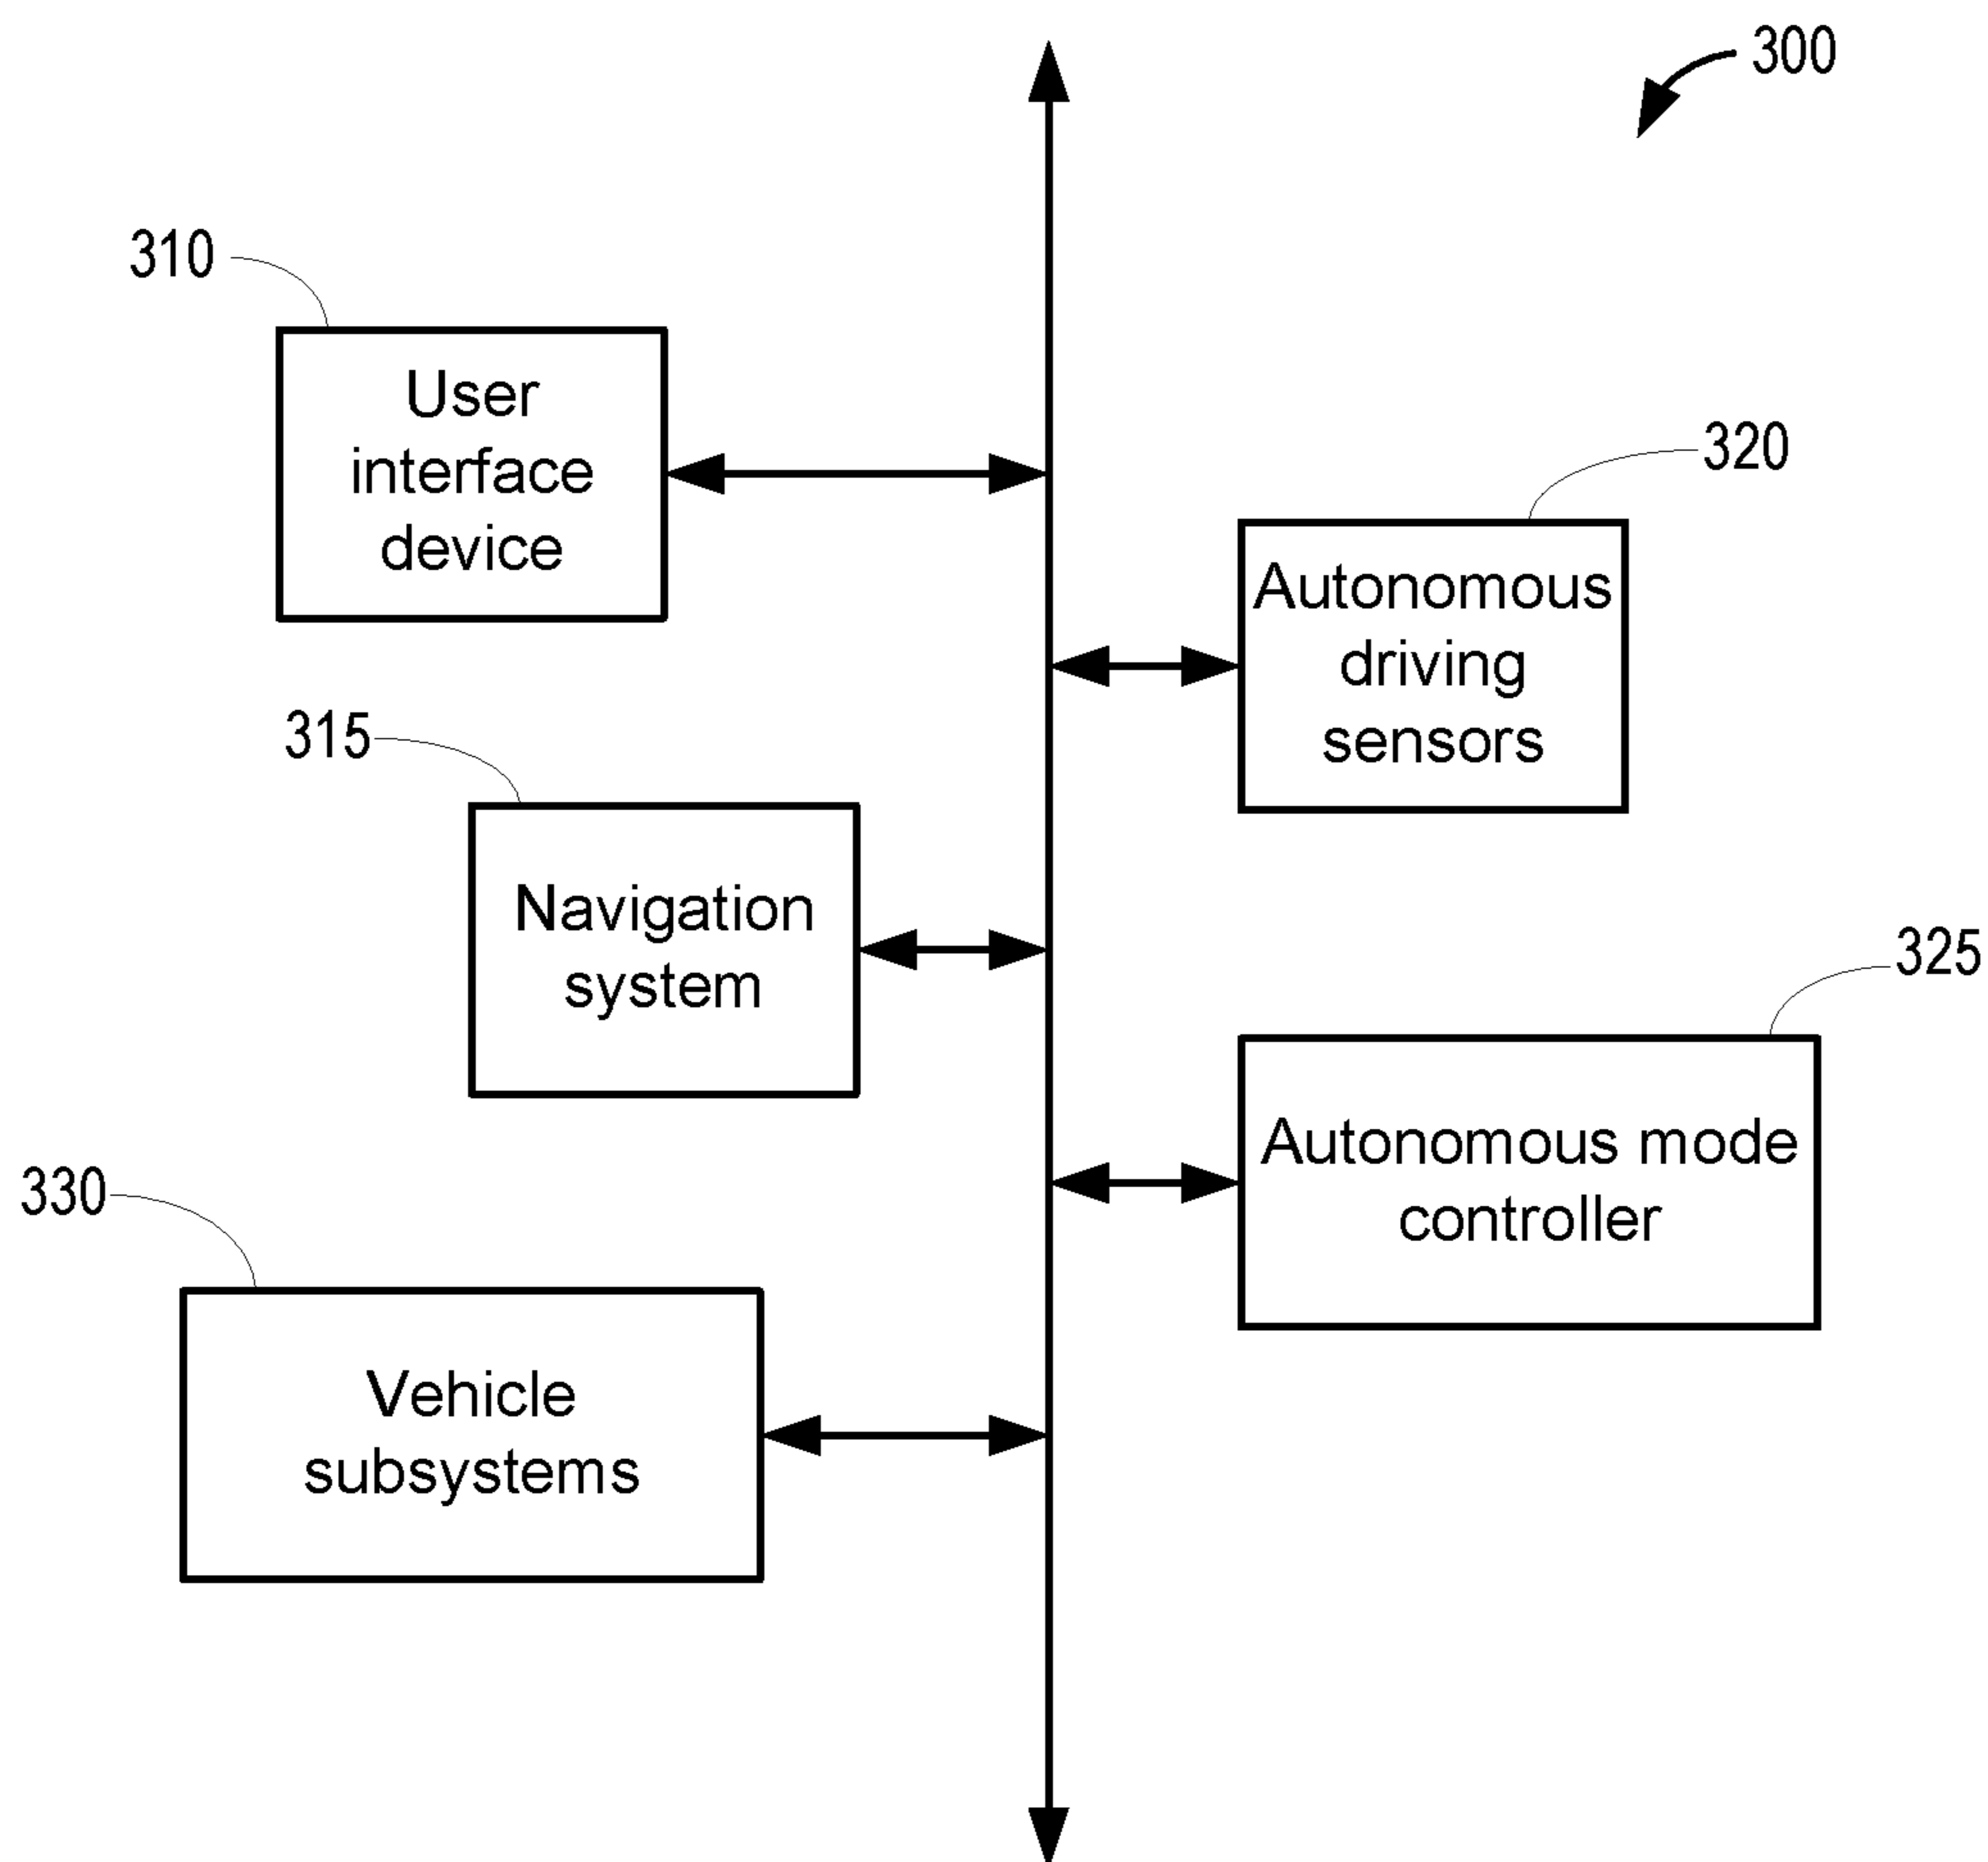 300
310
User
interface
device
320
Autonomous
driving
sensors
315
Navigation
system
325
Autonomous mode
controller
330
Vehicle
subsystems